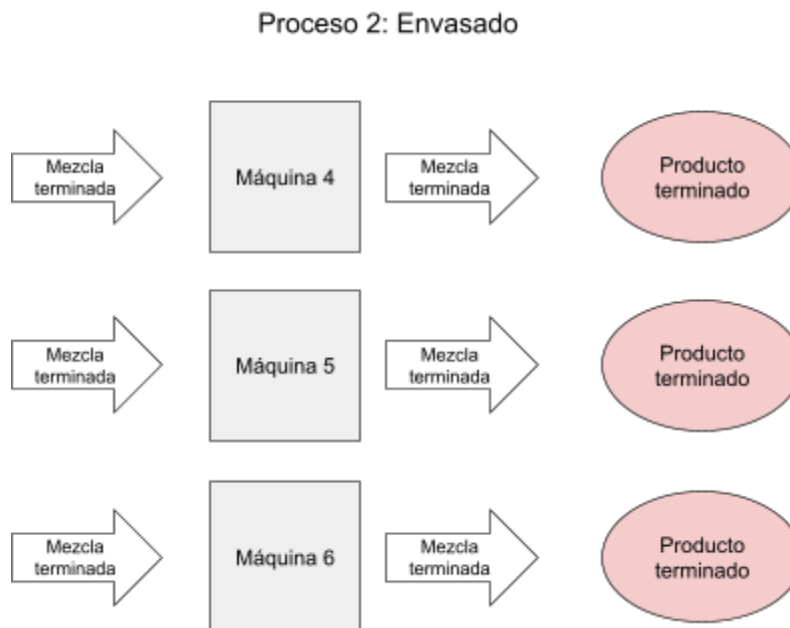 Proceso 2: Envasado
Mezcla
terminada
Máquina 4
Mezcla
terminada
Producto
terminado
Mezcla
terminada
Máquina 5
Mezcla
terminada
Producto
terminado
Mezcla
terminada
Máquina 6
Mezcla
terminada
Producto
terminado